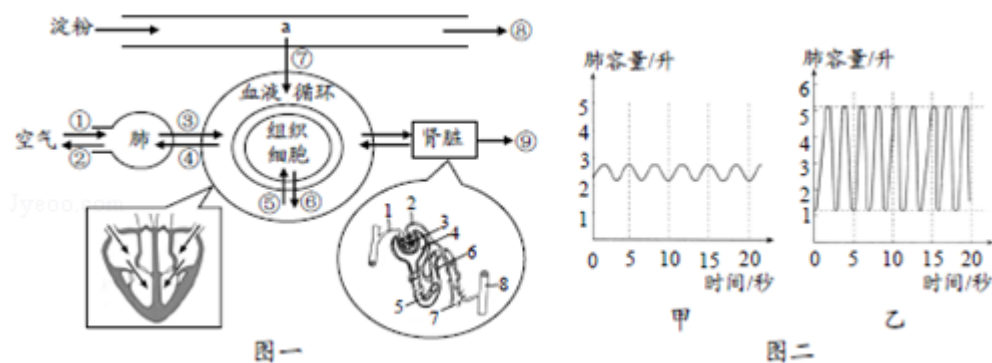 淀粉 a ⑧
⑦
血液 循环
① ③
空气 肺 组织 细胞 肾脏 ⑨
② ④
⑤ ⑥
Jyeoo.com
1 2 3 4 6 5 7 8
图一
肺容量/升
5
4
3
2
1
0 5 10 15 20
时间/秒
甲
肺容量/升
6
5
4
3
2
1
0 5 10 15 20
时间/秒
乙
图二